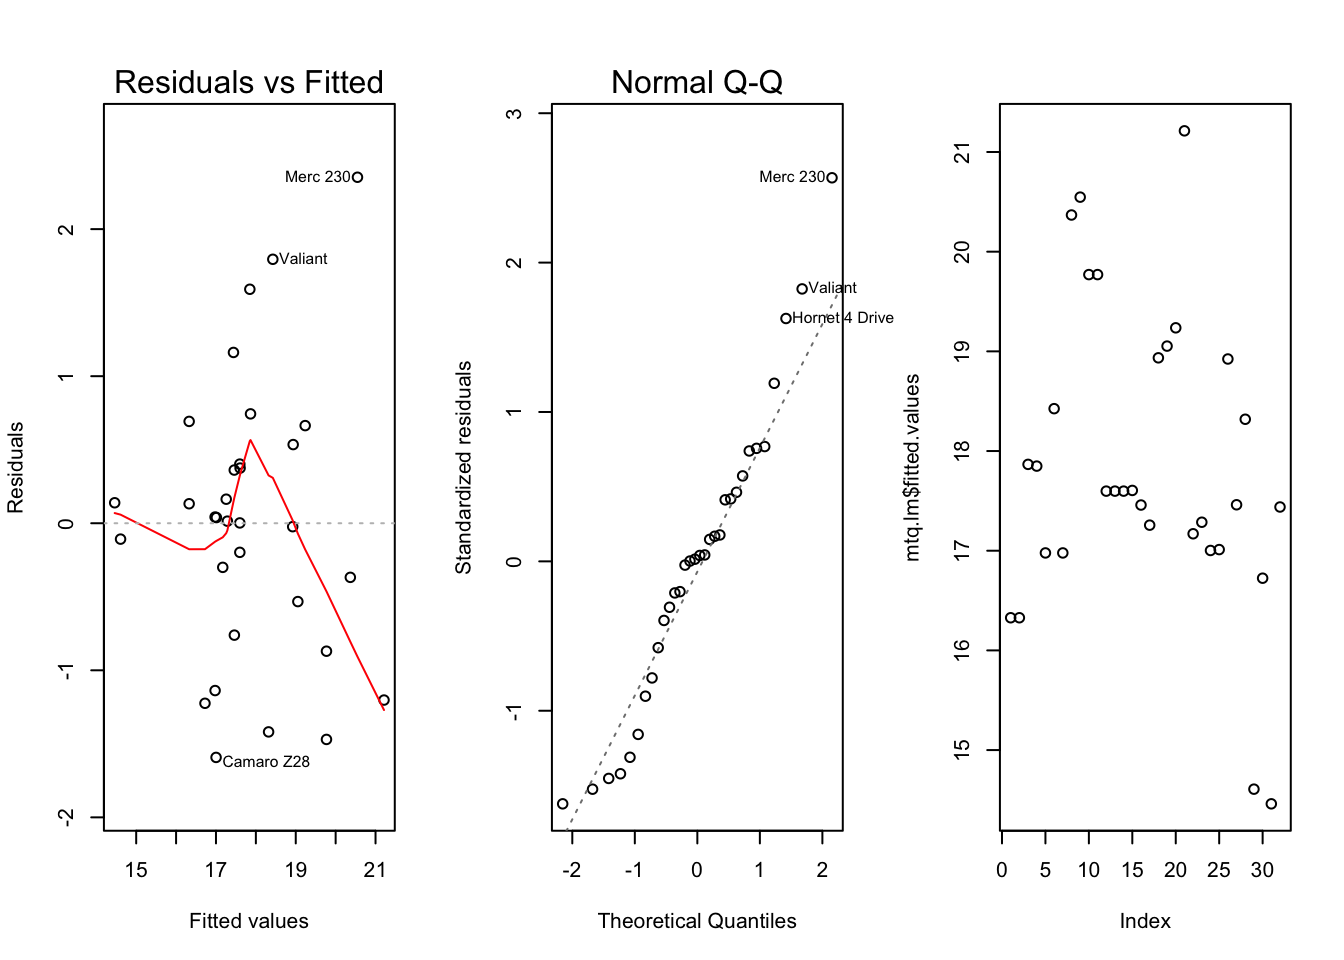 Residuals vs Fitted
Residuals
2
1
0
-1
-2
Merc 230
Valiant
Camaro Z28
15
17
19
21
Fitted values
Normal Q-Q
Standardized residuals
3
2
1
0
-1
Merc 230
Valiant
Hornet 4 Drive
-2
-1
0
1
2
Theoretical Quantiles
mtq.lm$fitted.values
21
20
19
18
17
16
15
0
5
10
15
20
25
30
Index